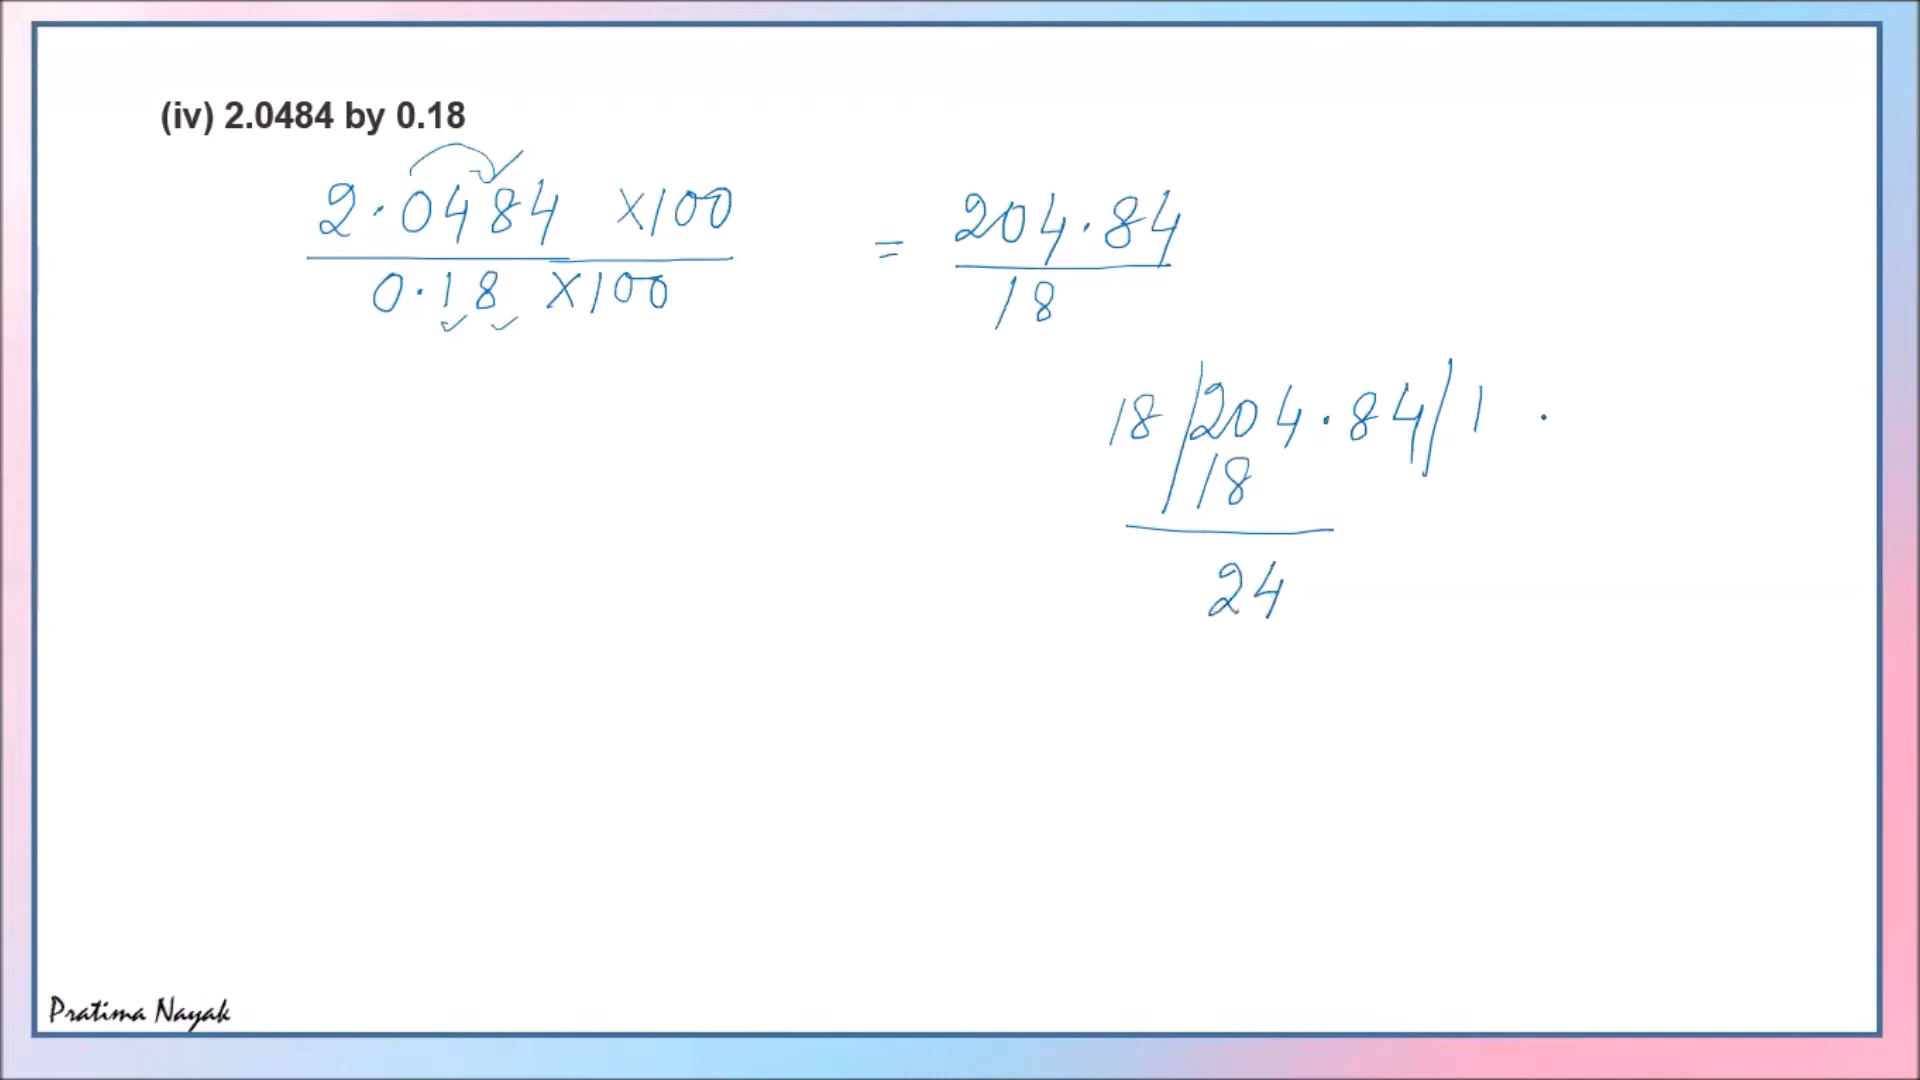 (iv) 2.0484 by 0.18
2.0484 ×100
0.18 ×100
= 204.84
18
18 204.84 1 .
18
24
Pratima Nayak